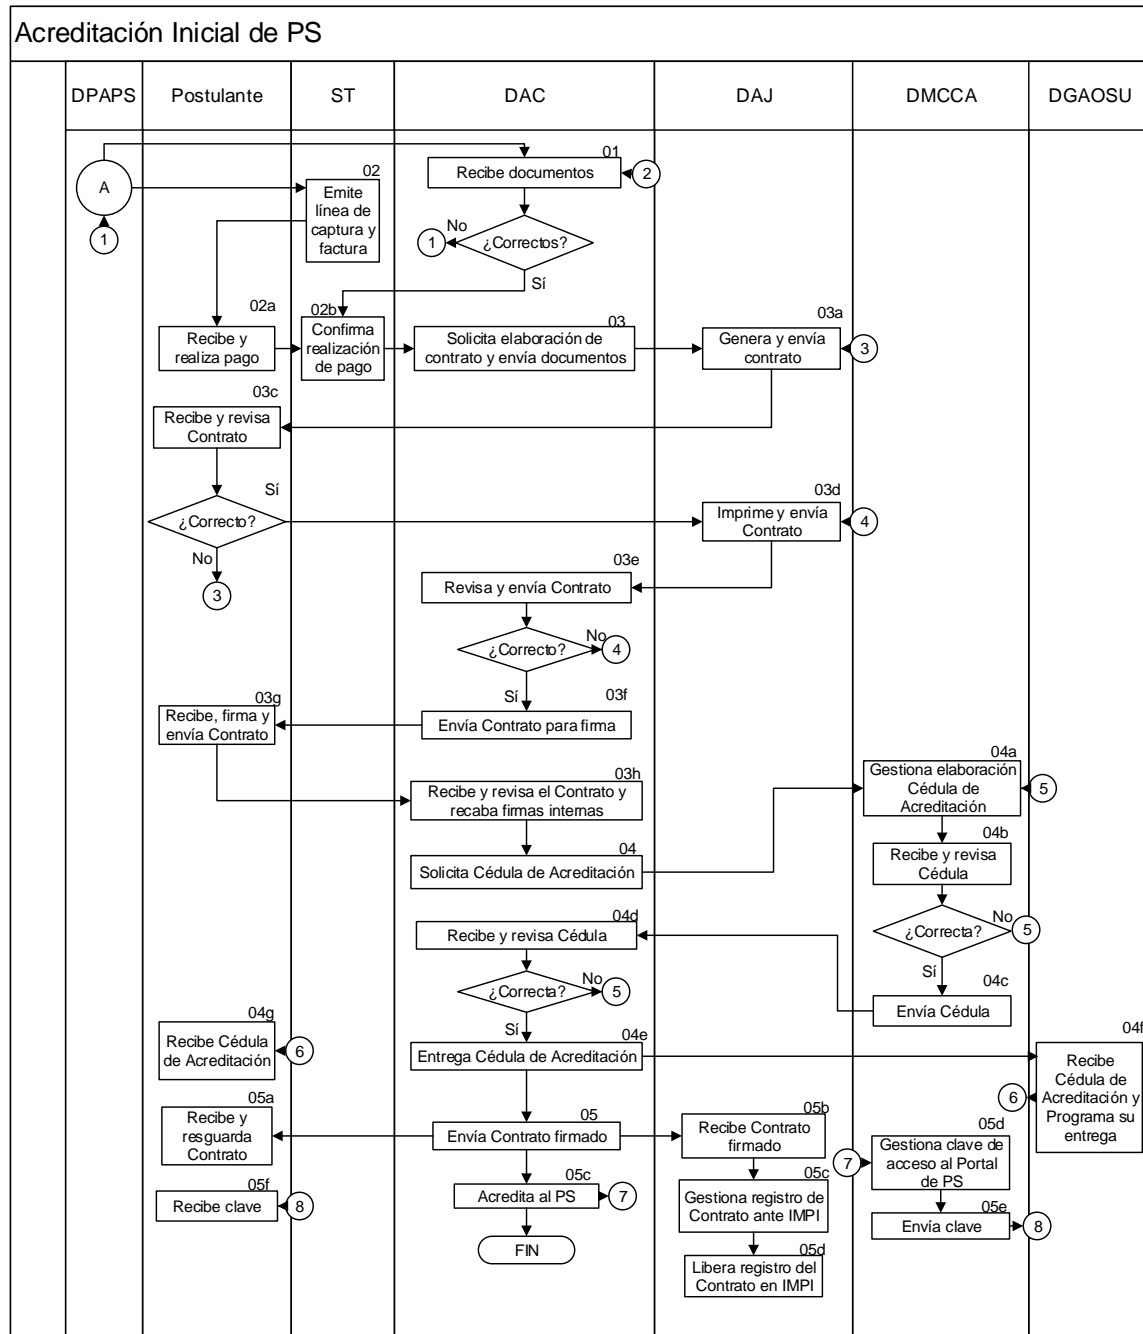 Acreditación Inicial de PS
DPAPS
Postulante
ST
DAC
DAJ
DMCCA
DGAOSU
A
1
02
Emite
línea de
captura y
factura
01
Recibe documentos
2
¿Correctos?
No
1
Sí
02a
Recibe y
realiza pago
02b
Confirma
realización
de pago
03
Solicita elaboración de
contrato y envía documentos
03a
Genera y envía
contrato
3
03c
Recibe y revisa
Contrato
¿Correcto?
Sí
No
3
03d
Imprime y envía
Contrato
4
03e
Revisa y envía Contrato
¿Correcto?
No
4
Sí
03f
Envía Contrato para firma
03g
Recibe, firma y
envía Contrato
03h
Recibe y revisa el Contrato y
recaba firmas internas
04
Solicita Cédula de Acreditación
04a
Gestiona elaboración
Cédula de
Acreditación
5
04b
Recibe y revisa
Cédula
¿Correcta?
No
5
Sí
04c
Envía Cédula
04d
Recibe y revisa Cédula
¿Correcta?
No
5
Sí
04e
Entrega Cédula de Acreditación
04f
Recibe
Cédula de
Acreditación y
Programa su
entrega
6
04g
Recibe Cédula
de Acreditación
6
05
Envía Contrato firmado
05a
Recibe y
resguarda
Contrato
05b
Recibe Contrato
firmado
05c
Gestiona registro de
Contrato ante IMPI
05d
Libera registro del
Contrato en IMPI
05c
Acredita al PS
7
FIN
05d
Gestiona clave de
acceso al Portal
de PS
7
05e
Envía clave
8
05f
Recibe clave
8